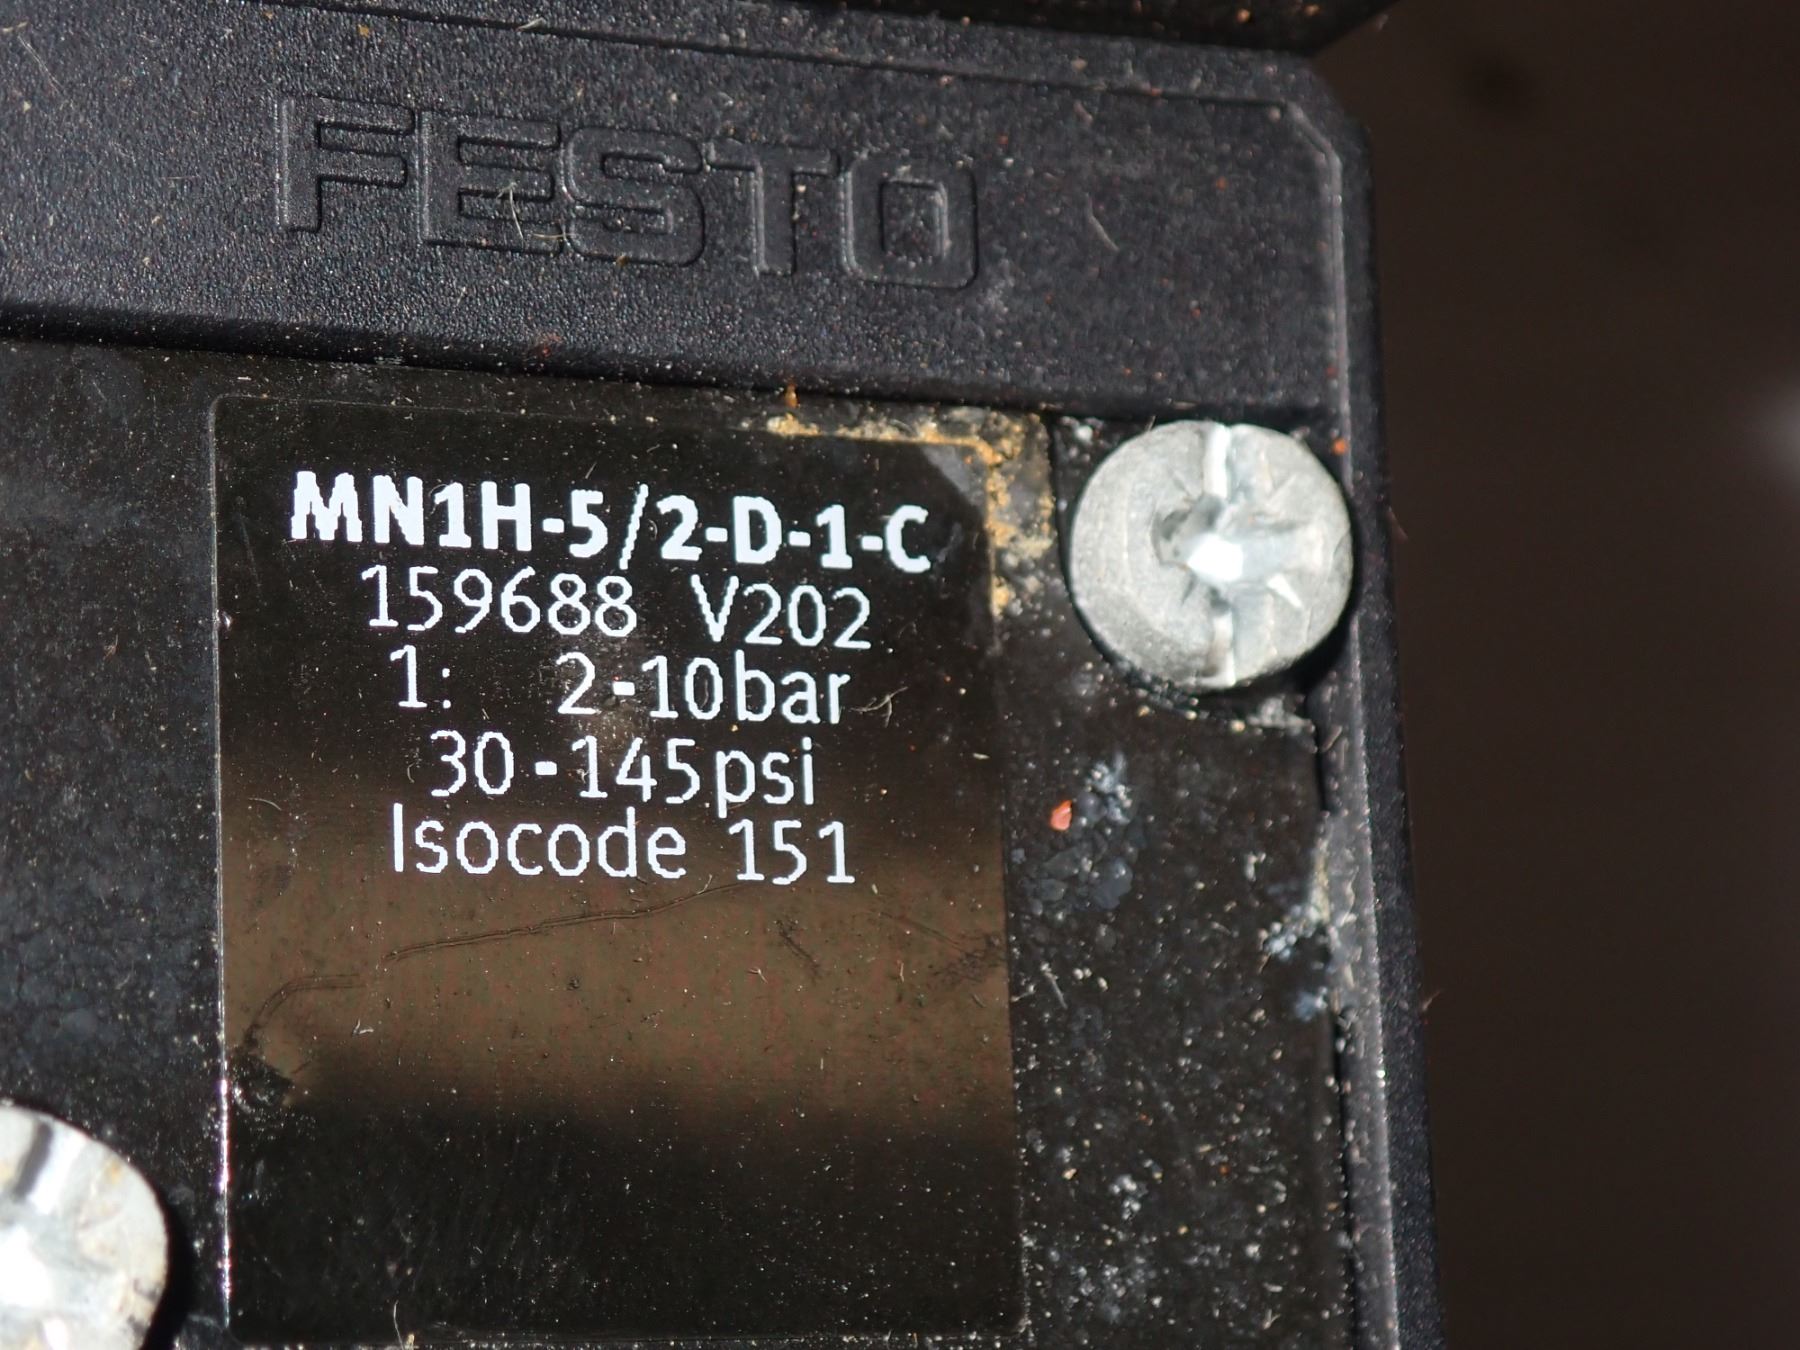 FESTO
MN1H-5/2-D-1-C
159688 V202
1: 2-10bar
30-145psi
Isocode 151